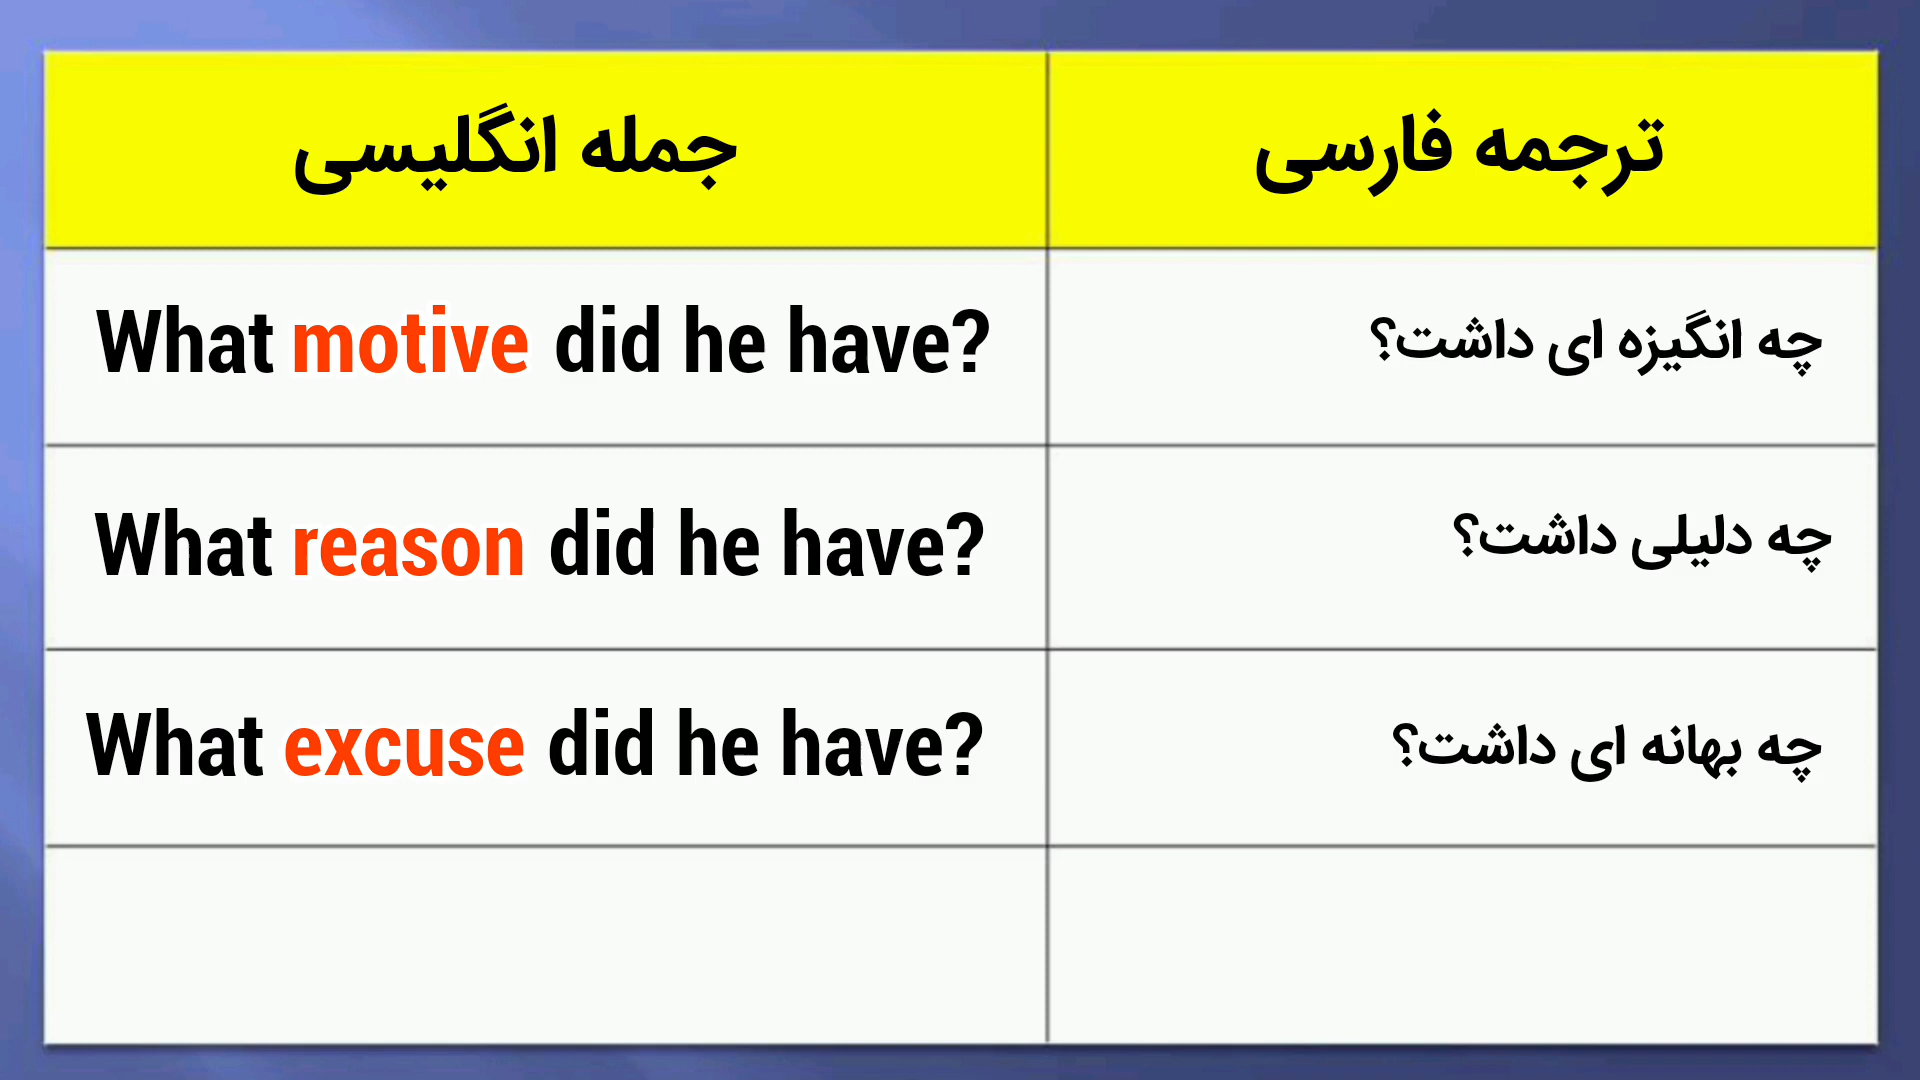 جمله انگلیسی
ترجمه فارسی
What motive did he have?
چه انگیزه ای داشت؟
What reason did he have?
چه دلیلی داشت؟
What excuse did he have?
چه بهانه ای داشت؟